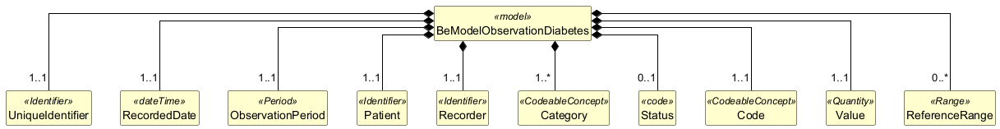 «model»
BeModelObservationDiabetes
1..1
1..1
1..1
1..1
1..1
1..*
0..1
1..1
1..1
0..*
«Identifier»
UniqueIdentifier
«dateTime»
RecordedDate
«Period»
ObservationPeriod
«Identifier»
Patient
«Identifier»
Recorder
«CodeableConcept»
Category
«code»
Status
«CodeableConcept»
Code
«Quantity»
Value
«Range»
ReferenceRange